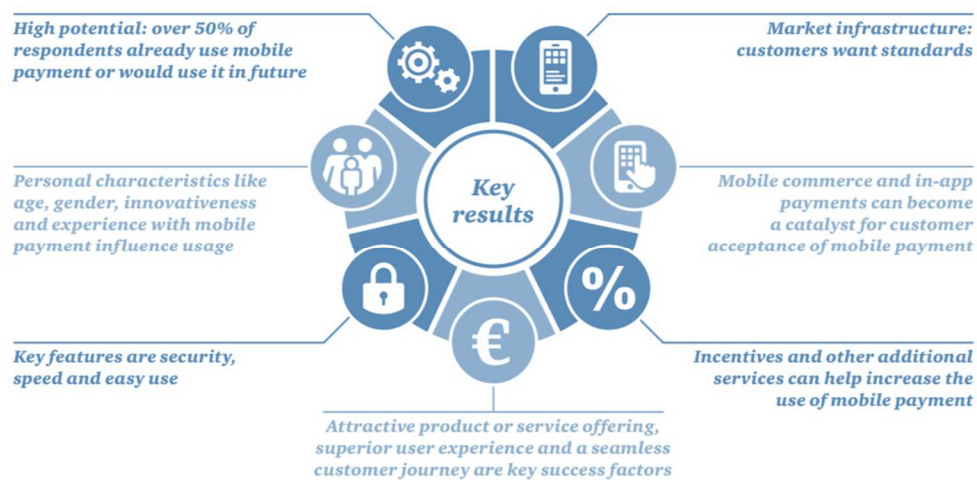 High potential: over 50% of
respondents already use mobile
payment or would use it in future
Market infrastructure:
customers want standards
Personal characteristics like
age, gender, innovativeness
and experience with mobile
payment influence usage
Key
results
Mobile commerce and in-app
payments can become
a catalyst for customer
acceptance of mobile payment
%
€
Key features are security,
speed and easy use
Incentives and other additional
services can help increase the
use of mobile payment
Attractive product or service offering,
superior user experience and a seamless
customer journey are key success factors